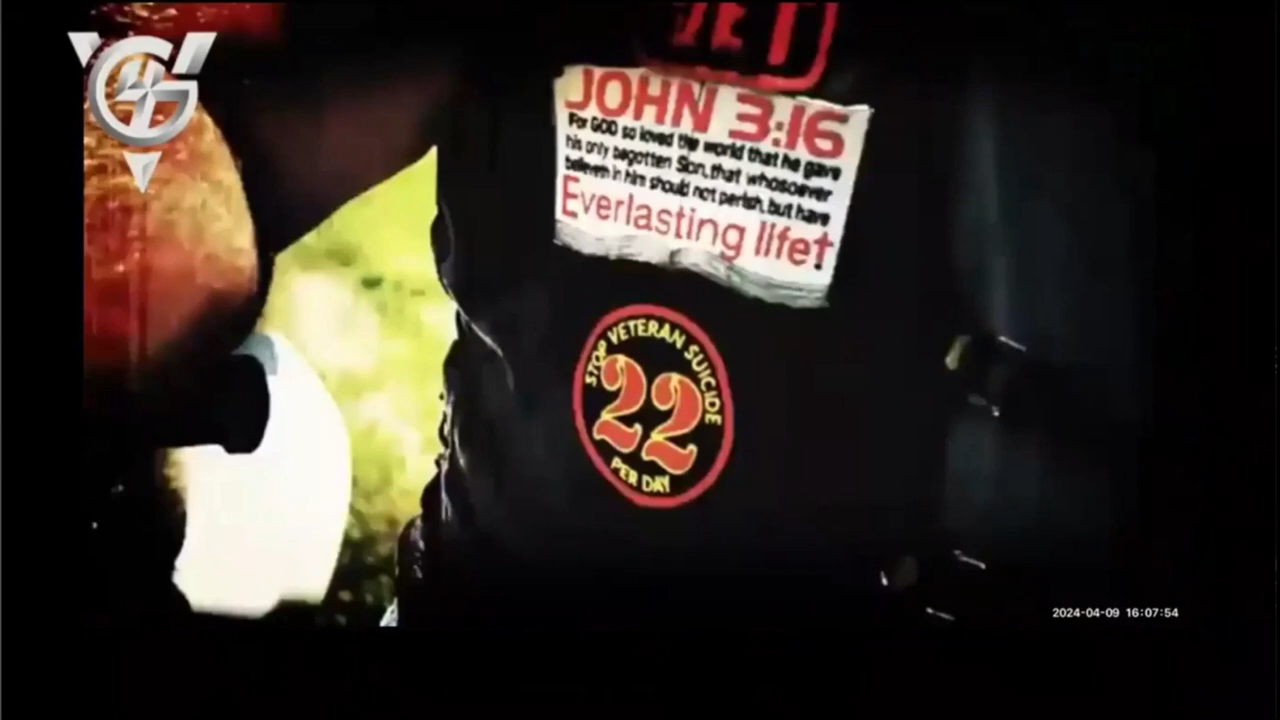 JOHN 3:16
For GOD so loved the world that he gave
his only begotten Son, that whosoever
believeth in him should not perish, but have
Everlasting life†
STOP VETERAN SUICIDE
22
PER DAY
2024-04-09 16:07:54